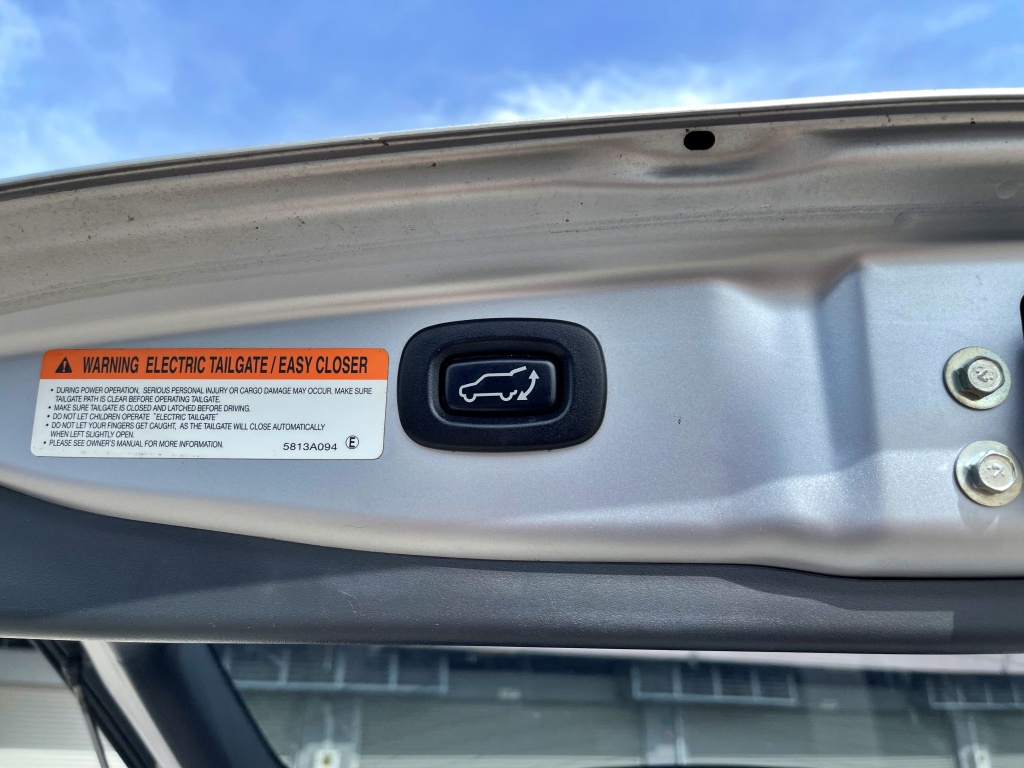 WARNING ELECTRIC TAILGATE / EASY CLOSER
• DURING POWER OPERATION, SERIOUS PERSONAL INJURY OR CARGO DAMAGE MAY OCCUR. MAKE SURE
TAILGATE PATH IS CLEAR BEFORE OPERATING TAILGATE.
• MAKE SURE TAILGATE IS CLOSED AND LATCHED BEFORE DRIVING.
• DO NOT LET CHILDREN OPERATE "ELECTRIC TAILGATE"
• DO NOT LET YOUR FINGERS GET CAUGHT, AS THE TAILGATE WILL CLOSE AUTOMATICALLY
WHEN LEFT SLIGHTLY OPEN.
• PLEASE SEE OWNER'S MANUAL FOR MORE INFORMATION.
5813A094 Ⓔ